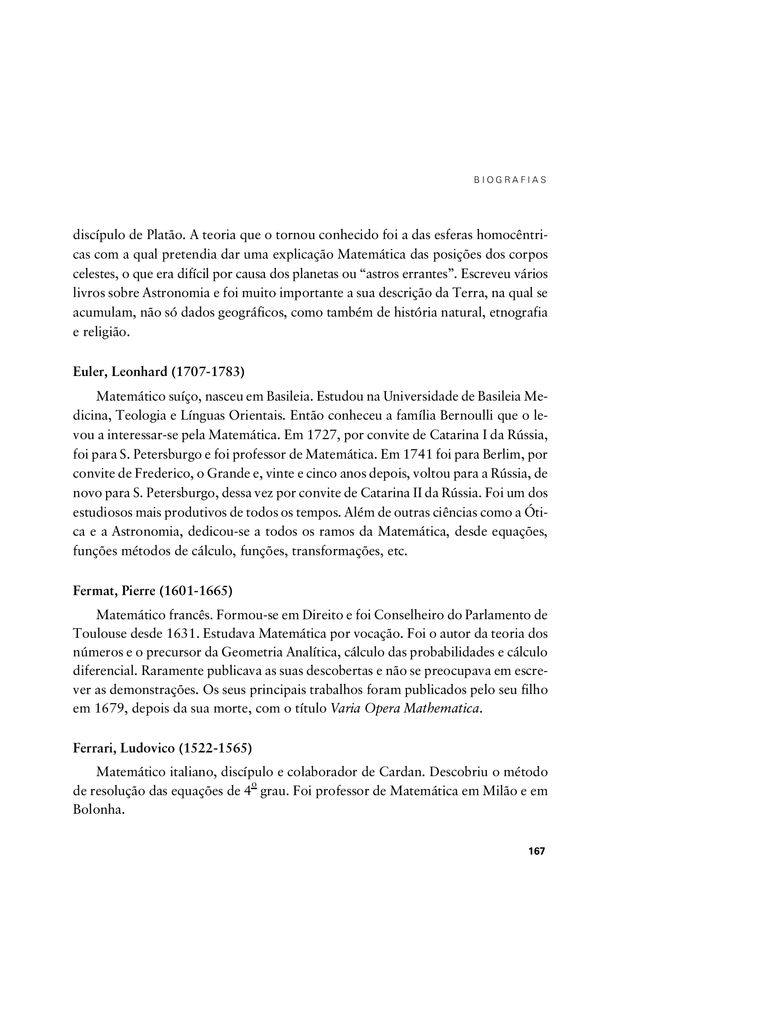 BIOGRAFIAS
discípulo de Platão. A teoria que o tornou conhecido foi a das esferas homocêntri-
cas com a qual pretendia dar uma explicação Matemática das posições dos corpos
celestes, o que era difícil por causa dos planetas ou “astros errantes”. Escreveu vários
livros sobre Astronomia e foi muito importante a sua descrição da Terra, na qual se
acumulam, não só dados geográficos, como também de história natural, etnografia
e religião.
Euler, Leonhard (1707-1783)
Matemático suíço, nasceu em Basileia. Estudou na Universidade de Basileia Me-
dicina, Teologia e Línguas Orientais. Então conheceu a família Bernoulli que o le-
vou a interessar-se pela Matemática. Em 1727, por convite de Catarina I da Rússia,
foi para S. Petersburgo e foi professor de Matemática. Em 1741 foi para Berlim, por
convite de Frederico, o Grande e, vinte e cinco anos depois, voltou para a Rússia, de
novo para S. Petersburgo, dessa vez por convite de Catarina II da Rússia. Foi um dos
estudiosos mais produtivos de todos os tempos. Além de outras ciências como a Óti-
ca e a Astronomia, dedicou-se a todos os ramos da Matemática, desde equações,
funções métodos de cálculo, funções, transformações, etc.
Fermat, Pierre (1601-1665)
Matemático francês. Formou-se em Direito e foi Conselheiro do Parlamento de
Toulouse desde 1631. Estudava Matemática por vocação. Foi o autor da teoria dos
números e o precursor da Geometria Analítica, cálculo das probabilidades e cálculo
diferencial. Raramente publicava as suas descobertas e não se preocupava em escre-
ver as demonstrações. Os seus principais trabalhos foram publicados pelo seu filho
em 1679, depois da sua morte, com o título Varia Opera Mathematica.
Ferrari, Ludovico (1522-1565)
Matemático italiano, discípulo e colaborador de Cardan. Descobriu o método
de resolução das equações de 4º grau. Foi professor de Matemática em Milão e em
Bolonha.
167